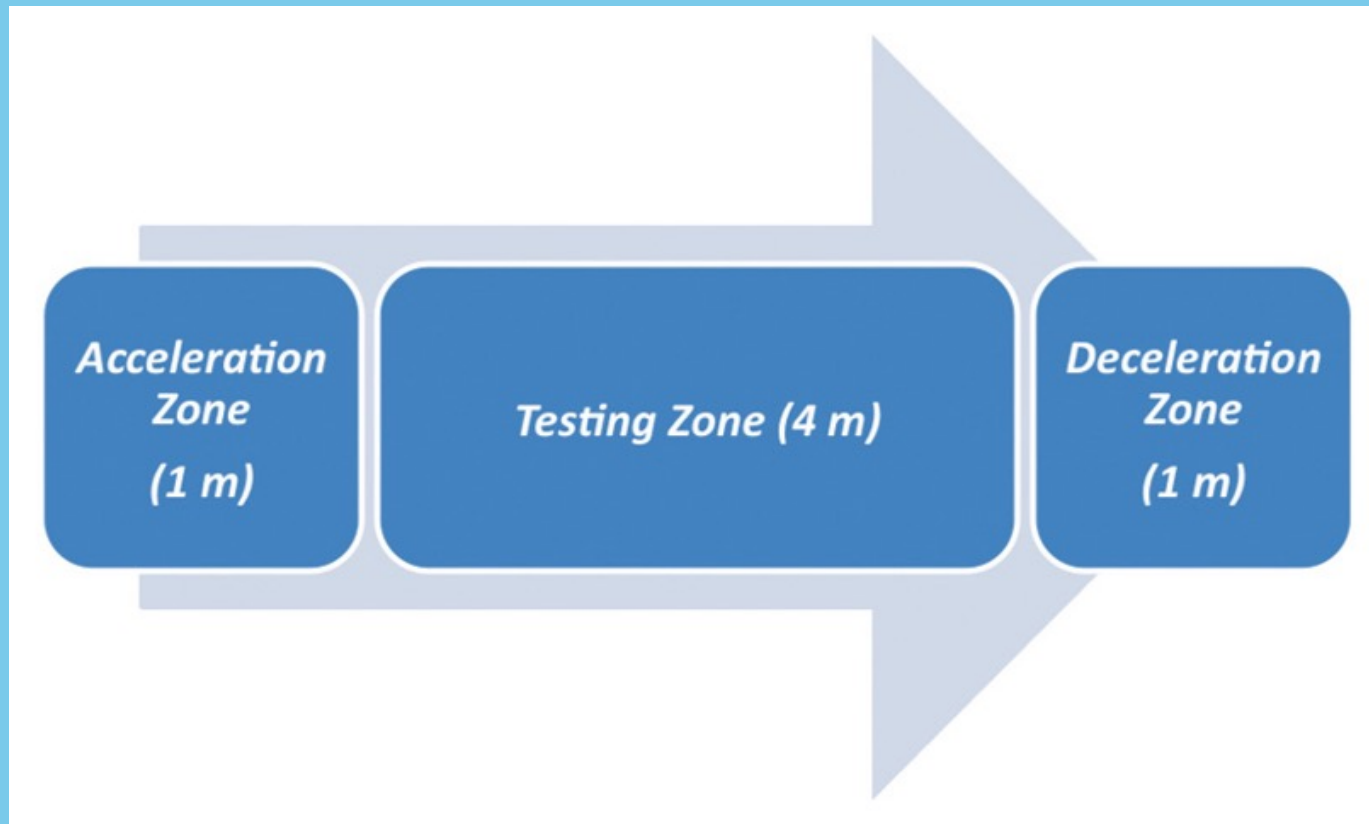 Acceleration
Zone
(1 m)
Testing Zone (4 m)
Deceleration
Zone
(1 m)